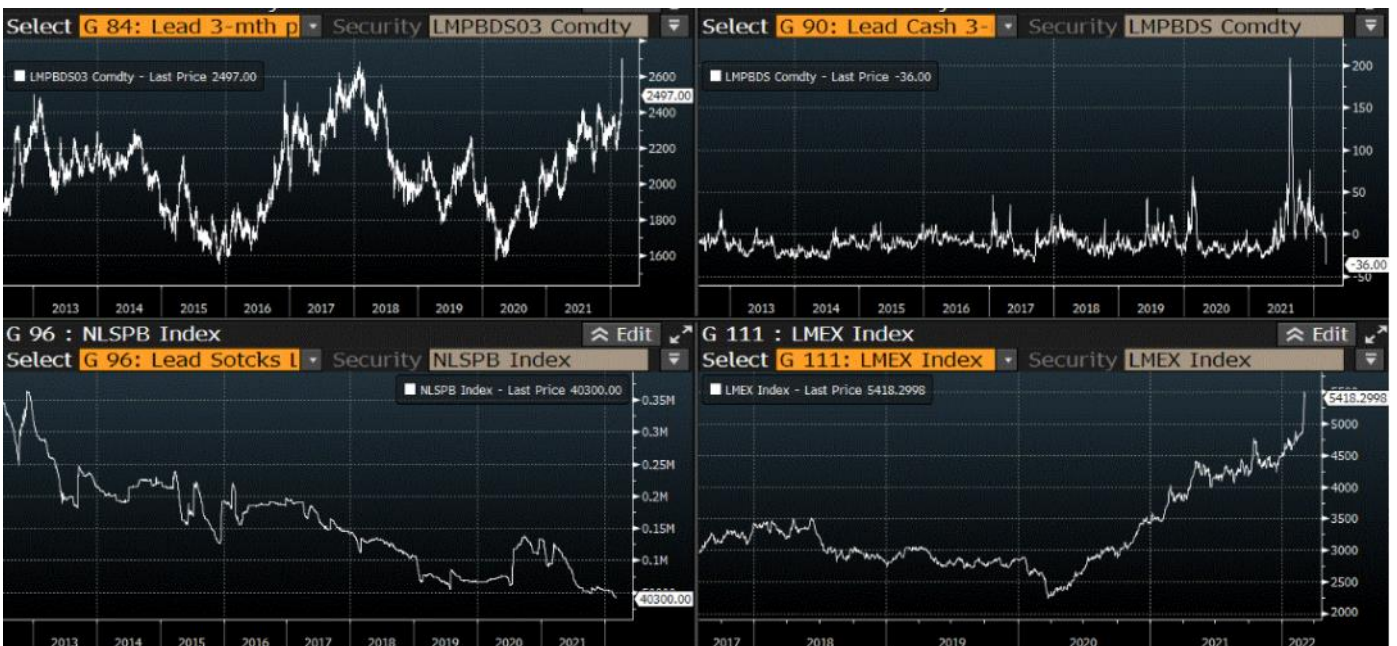 Select G 84: Lead 3-mth p Security LMPBDS03 Comdty
LMPBDS03 Comdty - Last Price 2497.00
2600
2497.00
2400
2200
2000
1800
1600
2013 2014 2015 2016 2017 2018 2019 2020 2021
Select G 90: Lead Cash 3- Security LMPBDS Comdty
LMPBDS Comdty - Last Price -36.00
200
150
100
50
0
-36.00
-50
2013 2014 2015 2016 2017 2018 2019 2020 2021
G 96 : NLSPB Index Edit
Select G 96: Lead Sotcks L Security NLSPB Index
NLSPB Index - Last Price 40300.00
0.35M
0.3M
0.25M
0.2M
0.15M
0.1M
40300.00
2013 2014 2015 2016 2017 2018 2019 2020 2021
G 111 : LMEX Index Edit
Select G 111: LMEX Index Security LMEX Index
LMEX Index - Last Price 5418.2998
5418.2998
5000
4500
4000
3500
3000
2500
2000
2017 2018 2019 2020 2021 2022